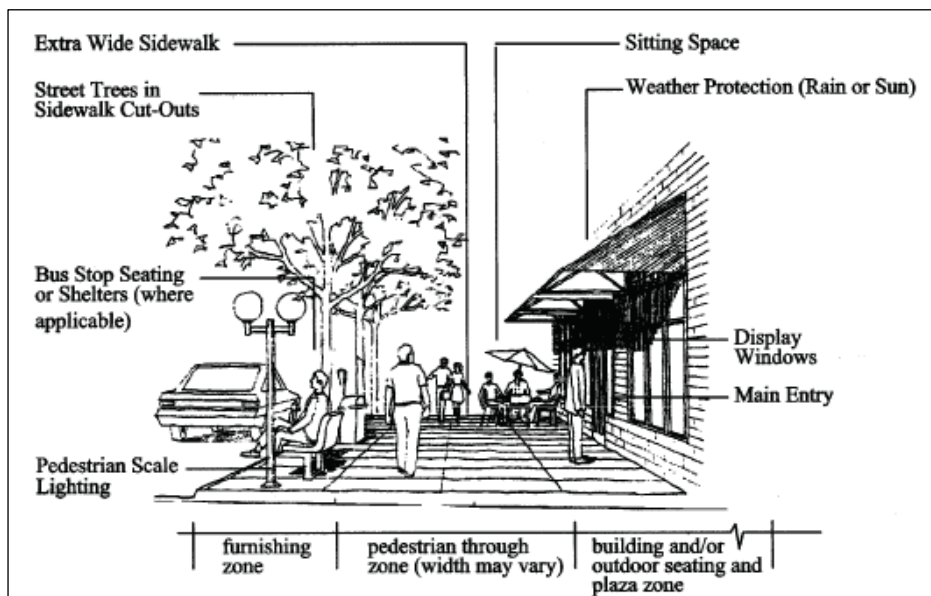 Extra Wide Sidewalk
Sitting Space
Street Trees in
Sidewalk Cut-Outs
Weather Protection (Rain or Sun)
Bus Stop Seating
or Shelters (where
applicable)
Display
Windows
Main Entry
Pedestrian Scale
Lighting
furnishing
zone
pedestrian through
zone (width may vary)
building and/or
outdoor seating and
plaza zone